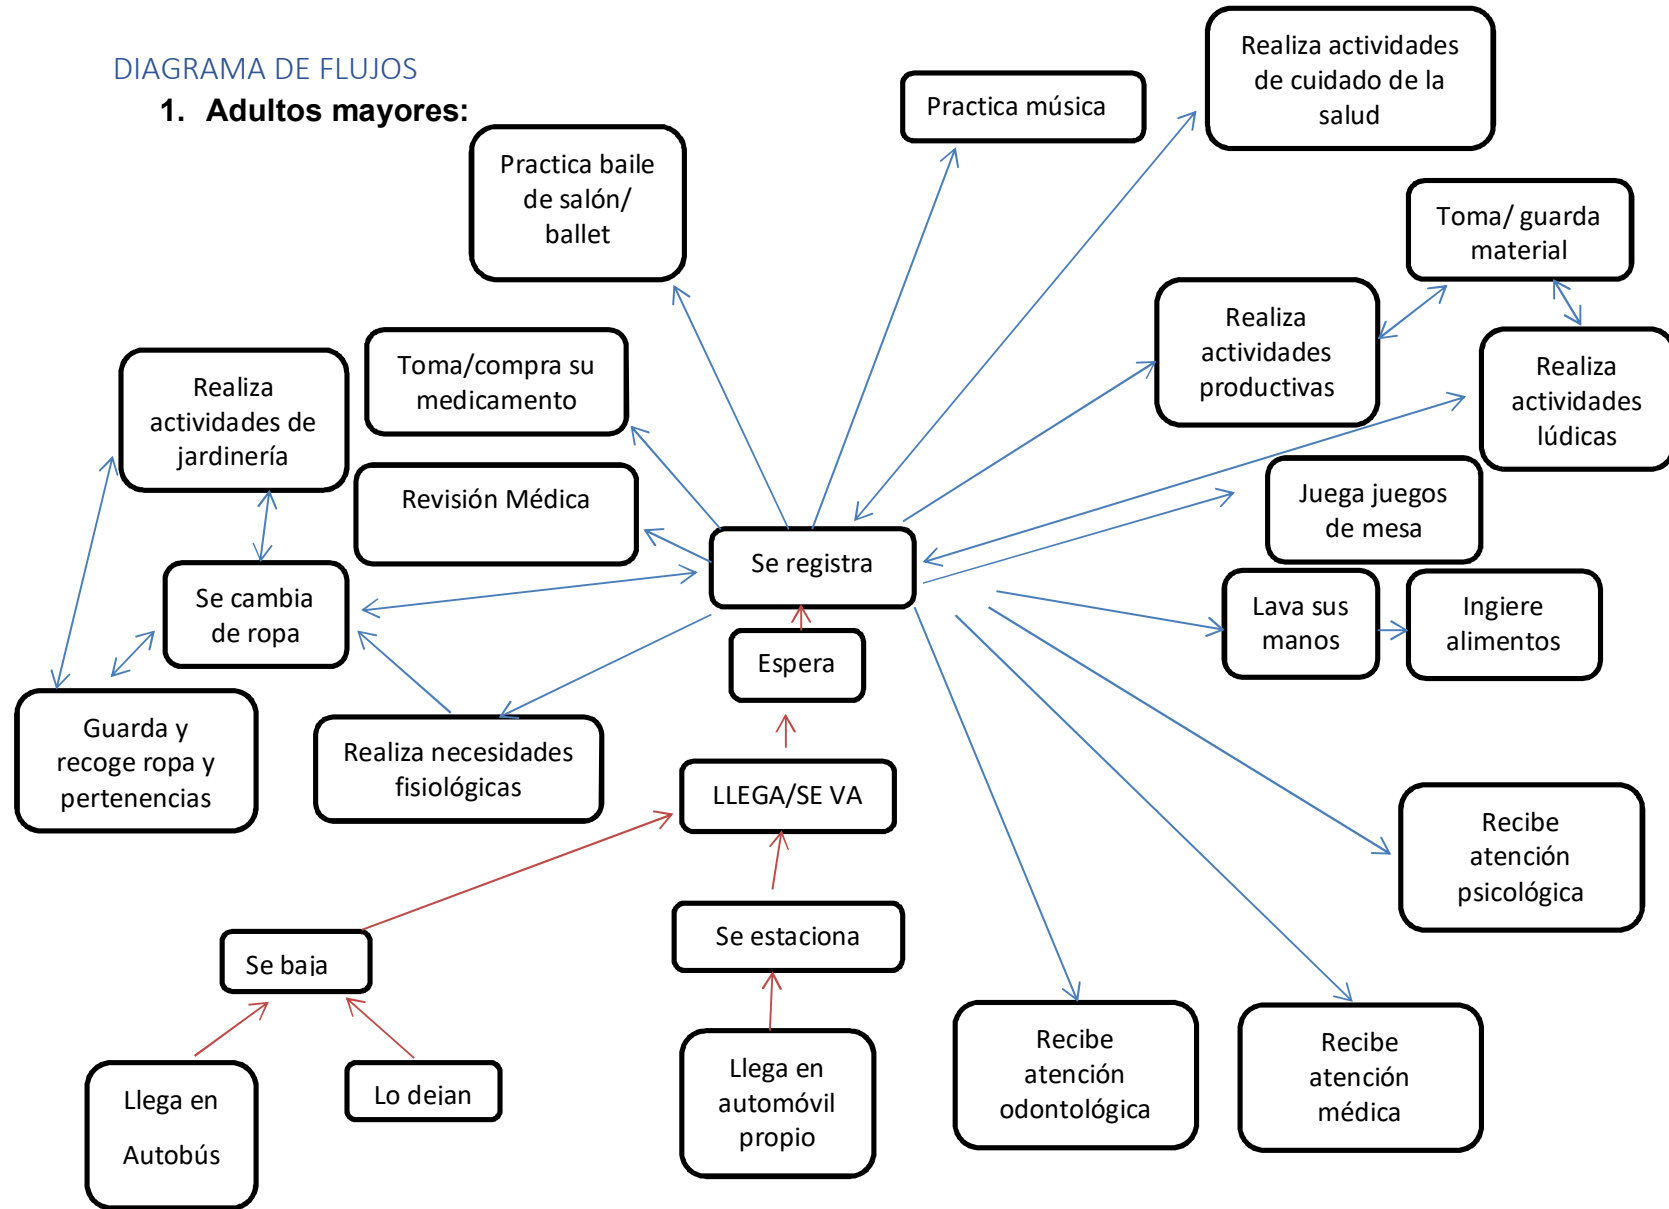 DIAGRAMA DE FLUJOS
1. Adultos mayores:
Practica baile
de salón/
ballet
Practica música
Realiza actividades
de cuidado de la
salud
Toma/ guarda
material
Realiza
actividades
productivas
Realiza
actividades
lúdicas
Toma/compra su
medicamento
Realiza
actividades de
jardinería
Revisión Médica
Juega juegos
de mesa
Se registra
Se cambia
de ropa
Lava sus
manos
Ingiere
alimentos
Espera
Guarda y
recoge ropa y
pertenencias
Realiza necesidades
fisiológicas
LLEGA/SE VA
Recibe
atención
psicológica
Se baja
Se estaciona
Llega en
Autobús
Lo dejan
Llega en
automóvil
propio
Recibe
atención
odontológica
Recibe
atención
médica